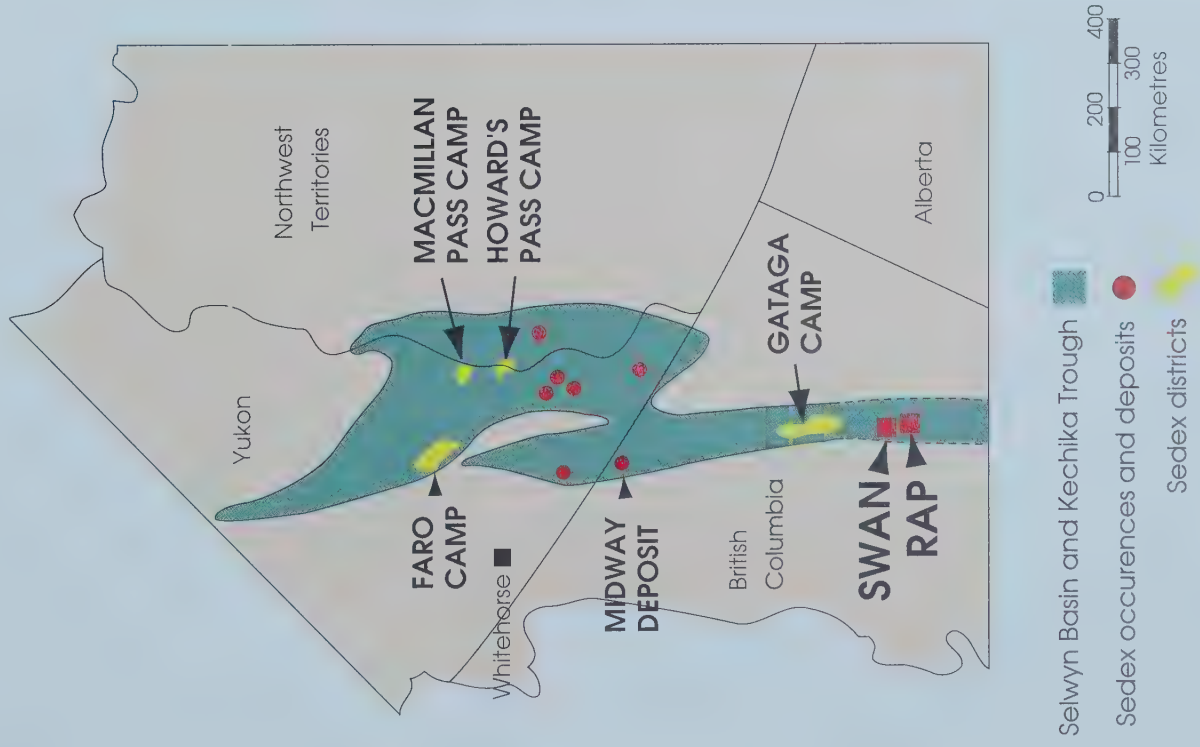 Northwest
Territories
Yukon
MACMILLAN
PASS CAMP
HOWARD'S
PASS CAMP
FARO
CAMP
Whitehorse
MIDWAY
DEPOSIT
GATAGA
CAMP
British
Columbia
Alberta
SWAN
RAP
Selwyn Basin and Kechika Trough
Sedex occurences and deposits
Sedex districts
0 200 400
100 300
Kilometres